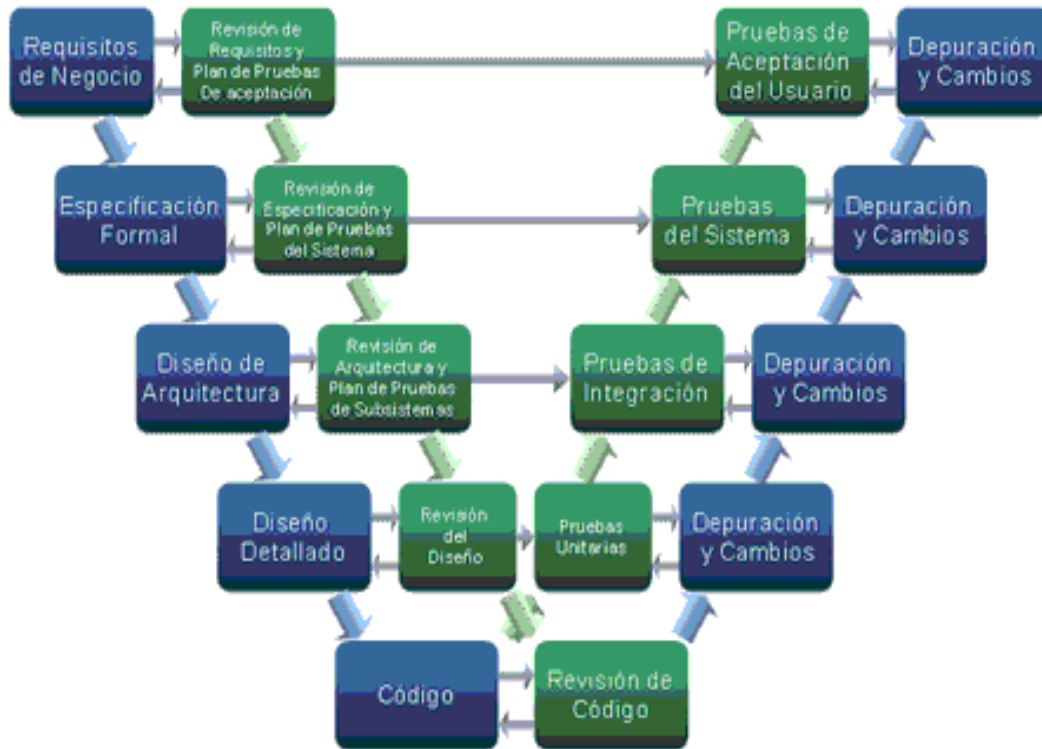 Requisitos
de Negocio
Revisión de
Requisitos y
Plan de Pruebas
De aceptación
Pruebas de
Aceptación
del Usuario
Depuración
y Cambios
Especificación
Formal
Revisión de
Especificación y
Plan de Pruebas
del Sistema
Pruebas
del Sistema
Depuración
y Cambios
Diseño de
Arquitectura
Revisión de
Arquitectura y
Plan de Pruebas
de Subsistemas
Pruebas de
Integración
Depuración
y Cambios
Diseño
Detallado
Revisión
del
Diseño
Pruebas
Unitarias
Depuración
y Cambios
Código
Revisión de
Código